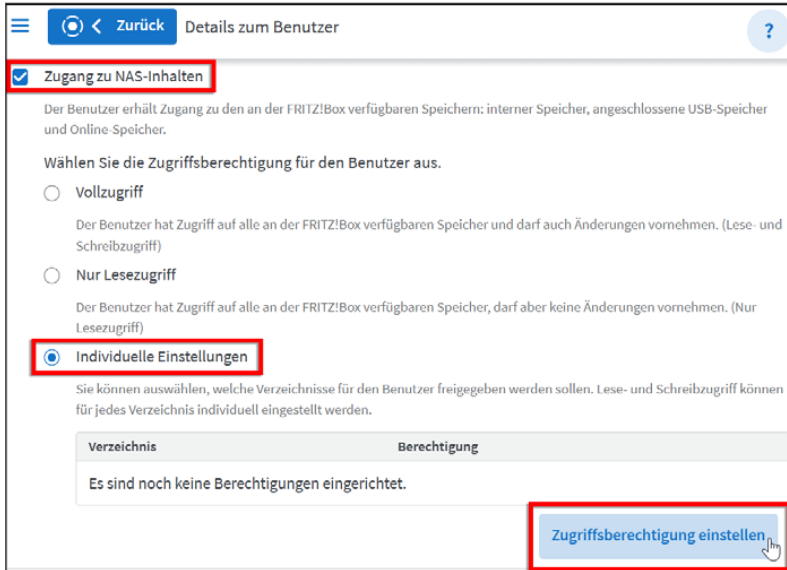 Zurück Details zum Benutzer ?
Zugang zu NAS-Inhalten
Der Benutzer erhält Zugang zu den an der FRITZ!Box verfügbaren Speichern: interner Speicher, angeschlossene USB-Speicher
und Online-Speicher.
Wählen Sie die Zugriffsberechtigung für den Benutzer aus.
Vollzugriff
Der Benutzer hat Zugriff auf alle an der FRITZ!Box verfügbaren Speicher und darf auch Änderungen vornehmen. (Lese- und
Schreibzugriff)
Nur Lesezugriff
Der Benutzer hat Zugriff auf alle an der FRITZ!Box verfügbaren Speicher, darf aber keine Änderungen vornehmen. (Nur
Lesezugriff)
Individuelle Einstellungen
Sie können auswählen, welche Verzeichnisse für den Benutzer freigegeben werden sollen. Lese- und Schreibzugriff können
für jedes Verzeichnis individuell eingestellt werden.
Verzeichnis Berechtigung
Es sind noch keine Berechtigungen eingerichtet.
Zugriffsberechtigung einstellen